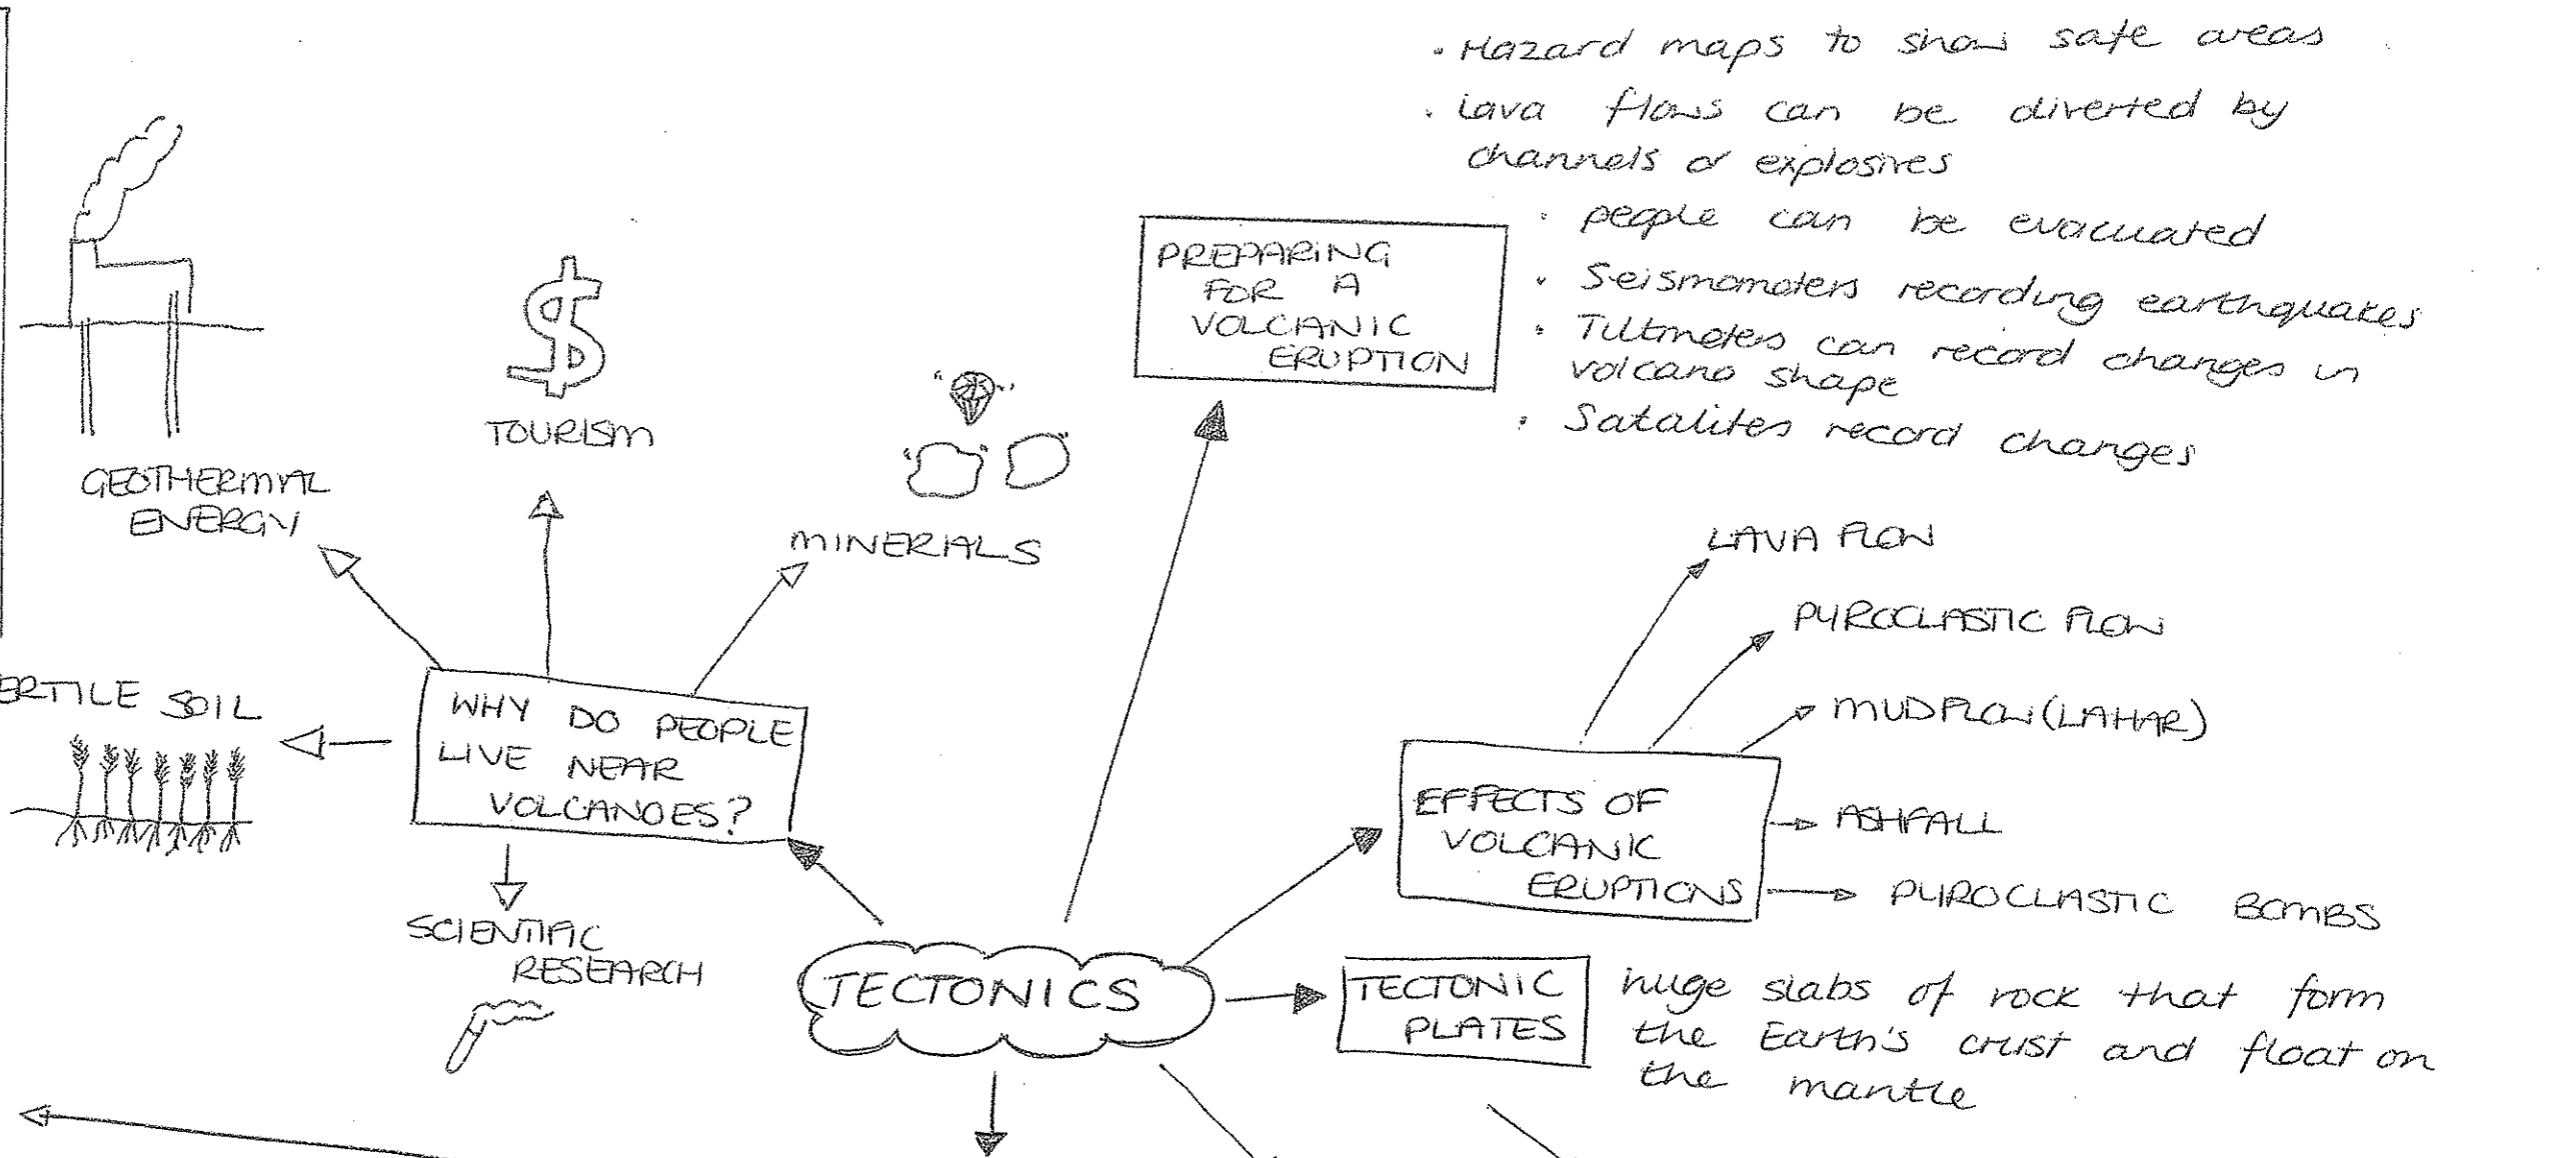 • Hazard maps to show safe areas
• Lava flows can be diverted by
channels or explosives
• people can be evacuated
• Seismometers recording earthquakes
• Tiltmeters can record changes in
volcano shape
• Satalites record changes
PREPARING
FOR A
VOLCANIC
ERUPTION
TOURISM
GEOTHERMAL
ENERGY
MINERIALS
ERTILE SOIL
WHY DO PEOPLE
LIVE NEAR
VOLCANOES?
SCIENTIFIC
RESEARCH
LAVA FLOW
PYROCLASTIC FLOW
MUDFLOW (LAHAR)
EFFECTS OF
VOLCANIC
ERUPTIONS
ASHFALL
PYROCLASTIC BOMBS
TECTONICS
TECTONIC
PLATES
huge slabs of rock that form
the Earth's crust and float on
the mantle